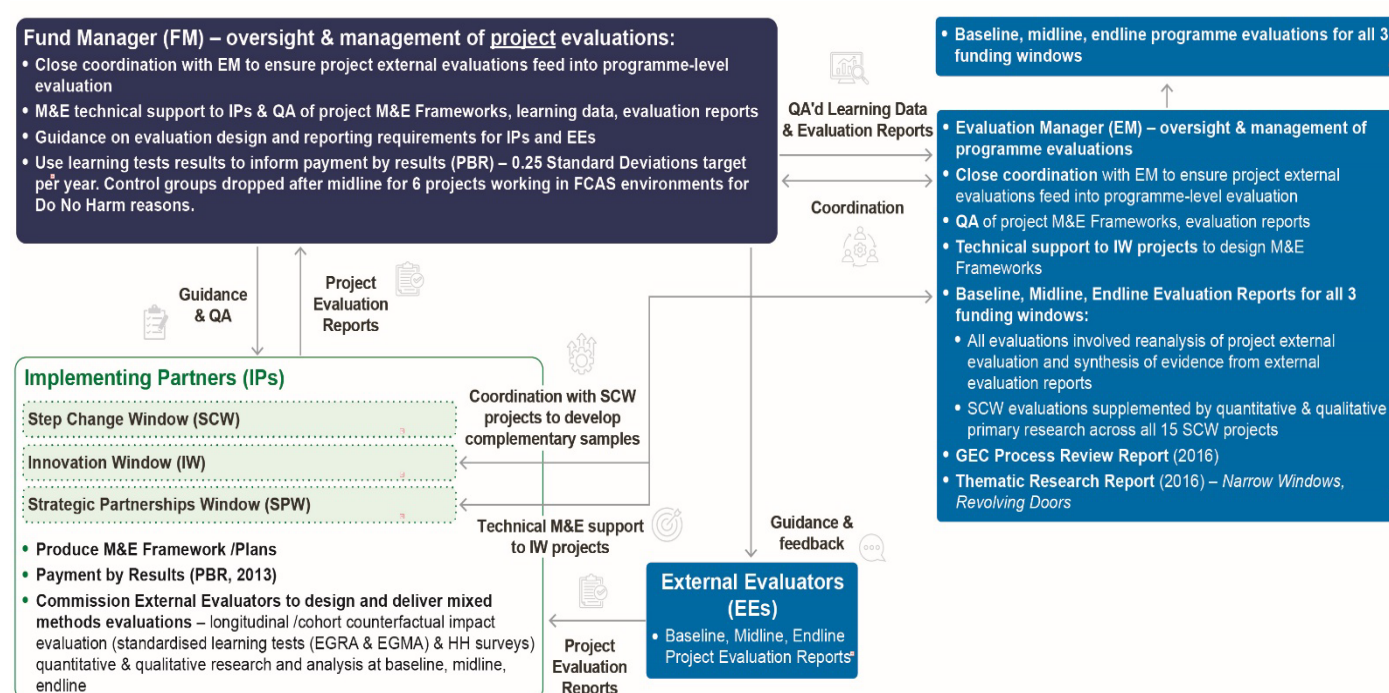 Fund Manager (FM) – oversight & management of project evaluations:
• Close coordination with EM to ensure project external evaluations feed into programme-level
evaluation
• M&E technical support to IPs & QA of project M&E Frameworks, learning data, evaluation reports
• Guidance on evaluation design and reporting requirements for IPs and EEs
• Use learning tests results to inform payment by results (PBR) – 0.25 Standard Deviations target
per year. Control groups dropped after midline for 6 projects working in FCAS environments for
Do No Harm reasons.
QA'd Learning Data
& Evaluation Reports
Coordination
• Baseline, midline, endline programme evaluations for all 3
funding windows
• Evaluation Manager (EM) – oversight & management of
programme evaluations
• Close coordination with EM to ensure project external
evaluations feed into programme-level evaluation
• QA of project M&E Frameworks, evaluation reports
• Technical support to IW projects to design M&E
Frameworks
• Baseline, Midline, Endline Evaluation Reports for all 3
funding windows:
• All evaluations involved reanalysis of project external
evaluation and synthesis of evidence from external
evaluation reports
• SCW evaluations supplemented by quantitative & qualitative
primary research across all 15 SCW projects
• GEC Process Review Report (2016)
• Thematic Research Report (2016) – Narrow Windows,
Revolving Doors
Guidance
& QA
Project
Evaluation
Reports
Implementing Partners (IPs)
Step Change Window (SCW)
Innovation Window (IW)
Strategic Partnerships Window (SPW)
• Produce M&E Framework /Plans
• Payment by Results (PBR, 2013)
• Commission External Evaluators to design and deliver mixed
methods evaluations – longitudinal /cohort counterfactual impact
evaluation (standardised learning tests (EGRA & EGMA) & HH surveys)
quantitative & qualitative research and analysis at baseline, midline,
endline
Coordination with SCW
projects to develop
complementary samples
Technical M&E support
to IW projects
Guidance &
feedback
External Evaluators
(EEs)
• Baseline, Midline, Endline
Project Evaluation Reports
Project
Evaluation
Reports